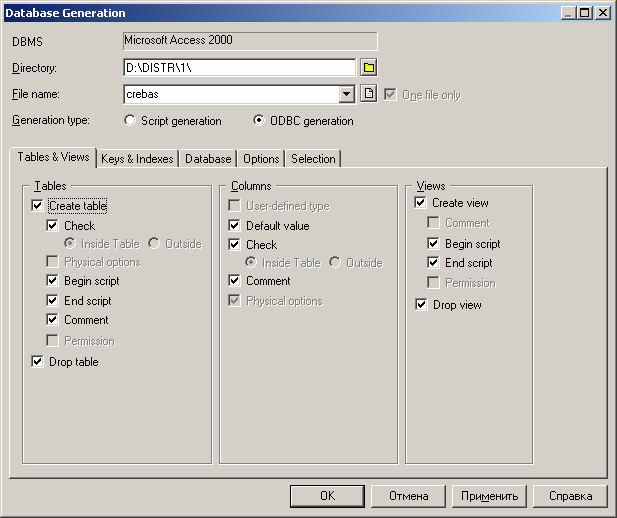 Database Generation
DBMS Microsoft Access 2000
Directory: D:\DISTR\1\
File name: crebas One file only
Generation type: Script generation ODBC generation
Tables & Views Keys & Indexes Database Options Selection
Tables Columns Views
Create table User-defined type Create view
Check Default value Comment
Inside Table Outside Check Begin script
Physical options Inside Table Outside End script
Begin script Comment Permission
End script Physical options Drop view
Comment
Permission
Drop table
OK Отмена Применить Справка